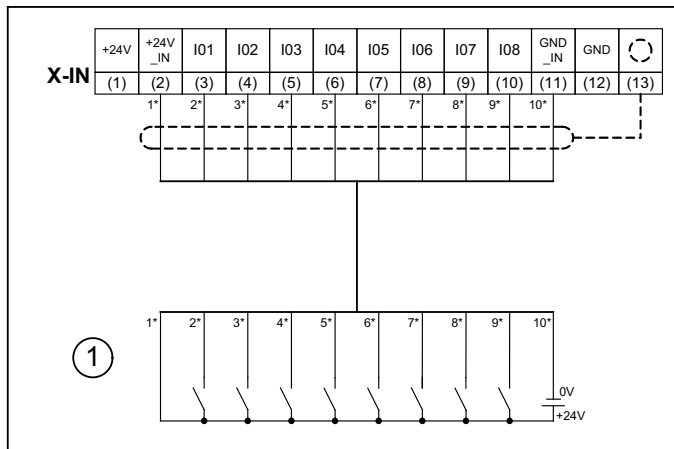 +24V +24V _IN I01 I02 I03 I04 I05 I06 I07 I08 GND _IN GND
X-IN (1) (2) (3) (4) (5) (6) (7) (8) (9) (10) (11) (12) (13)
1* 2* 3* 4* 5* 6* 7* 8* 9* 10*
1* 2* 3* 4* 5* 6* 7* 8* 9* 10*
1
0V
+24V